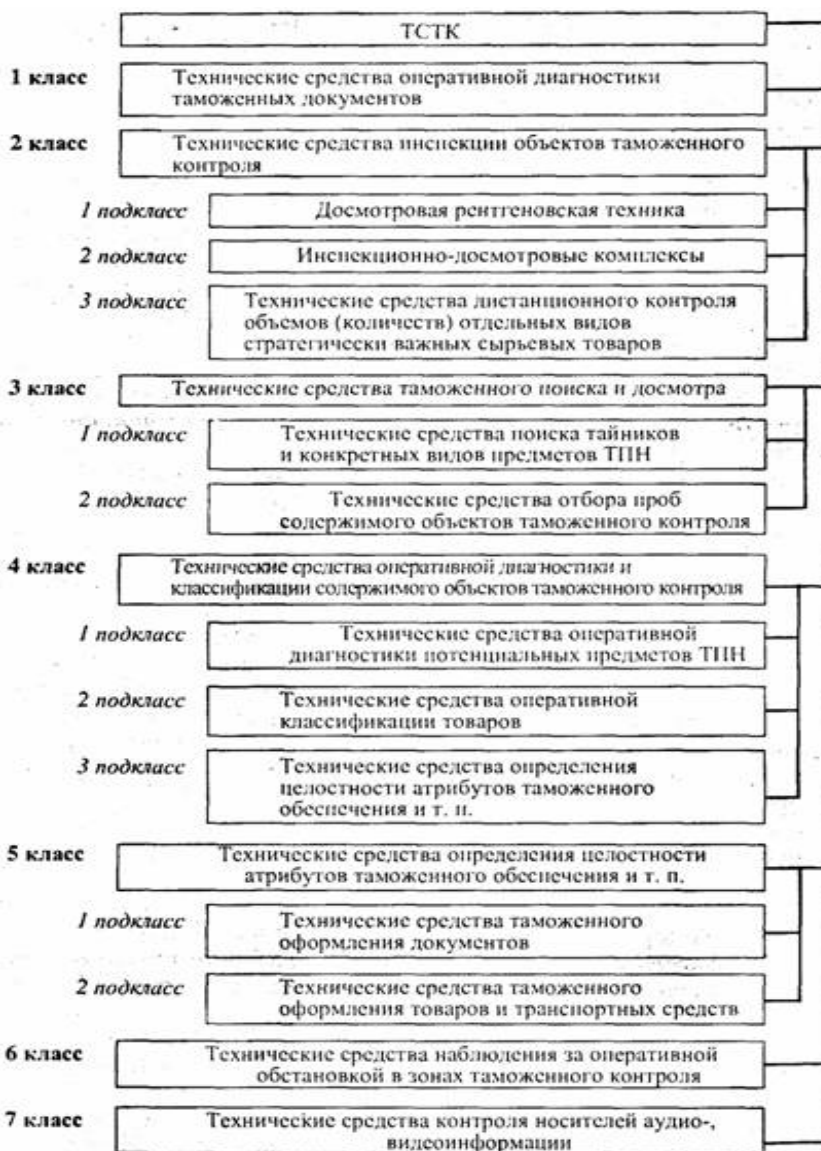 ТСТК
1 класс
Технические средства оперативной диагностики
таможенных документов
2 класс
Технические средства инспекции объектов таможенного
контроля
1 подкласс
Досмотровая рентгеновская техника
2 подкласс
Инспекционно-досмотровые комплексы
3 подкласс
Технические средства дистанционного контроля
объемов (количеств) отдельных видов
стратегически важных сырьевых товаров
3 класс
Технические средства таможенного поиска и досмотра
1 подкласс
Технические средства поиска тайников
и конкретных видов предметов ТПН
2 подкласс
Технические средства отбора проб
содержимого объектов таможенного контроля
4 класс
Технические средства оперативной диагностики и
классификации содержимого объектов таможенного контроля
1 подкласс
Технические средства оперативной
диагностики потенциальных предметов ТПН
2 подкласс
Технические средства оперативной
классификации товаров
3 подкласс
Технические средства определения
целостности атрибутов таможенного
обеспечения и т. п.
5 класс
Технические средства определения целостности
атрибутов таможенного обеспечения и т. п.
1 подкласс
Технические средства таможенного
оформления документов
2 подкласс
Технические средства таможенного
оформления товаров и транспортных средств
6 класс
Технические средства наблюдения за оперативной
обстановкой в зонах таможенного контроля
7 класс
Технические средства контроля носителей аудио-,
видеоинформации